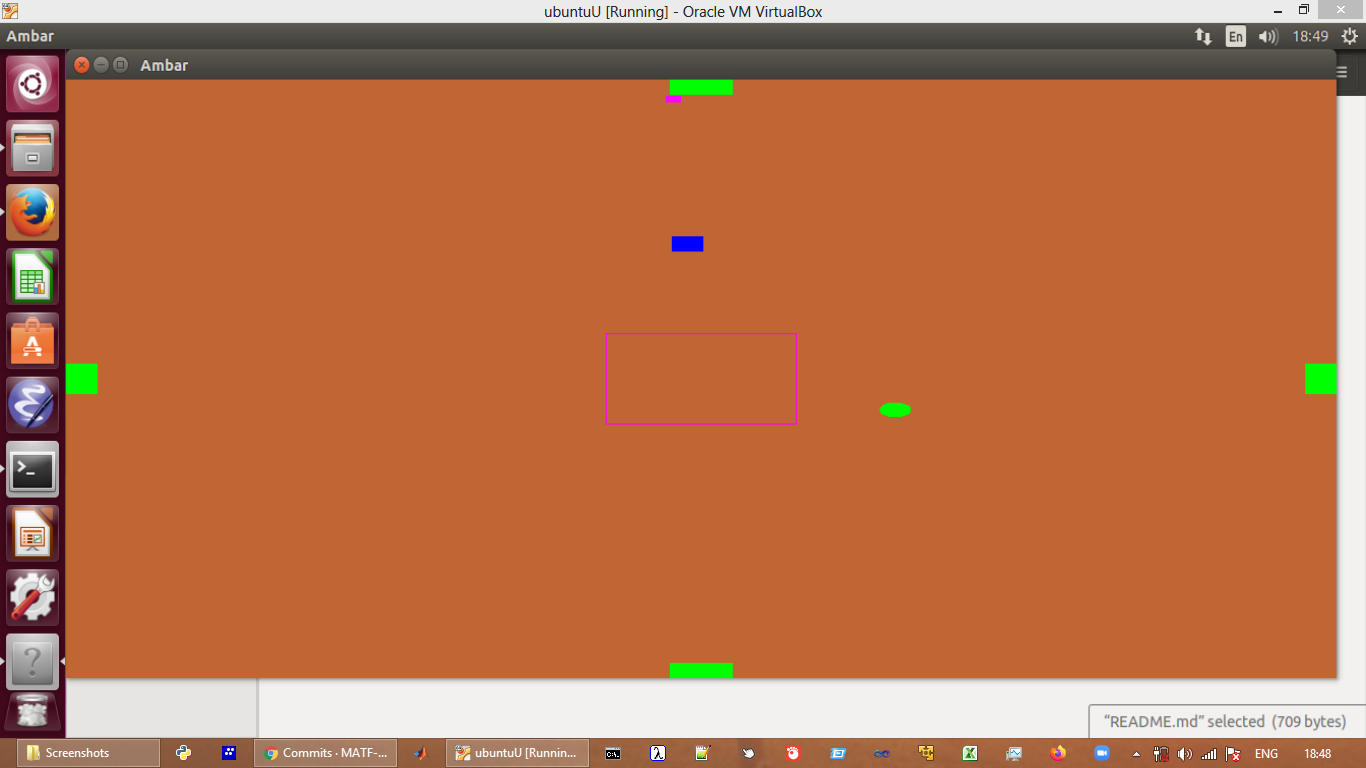 ubuntuU [Running] - Oracle VM VirtualBox
Ambar
En
18:49
Ambar
“README.md” selected (709 bytes)
Screenshots
Commits · MATF-...
ubuntuU [Runnin...
ENG
18:48